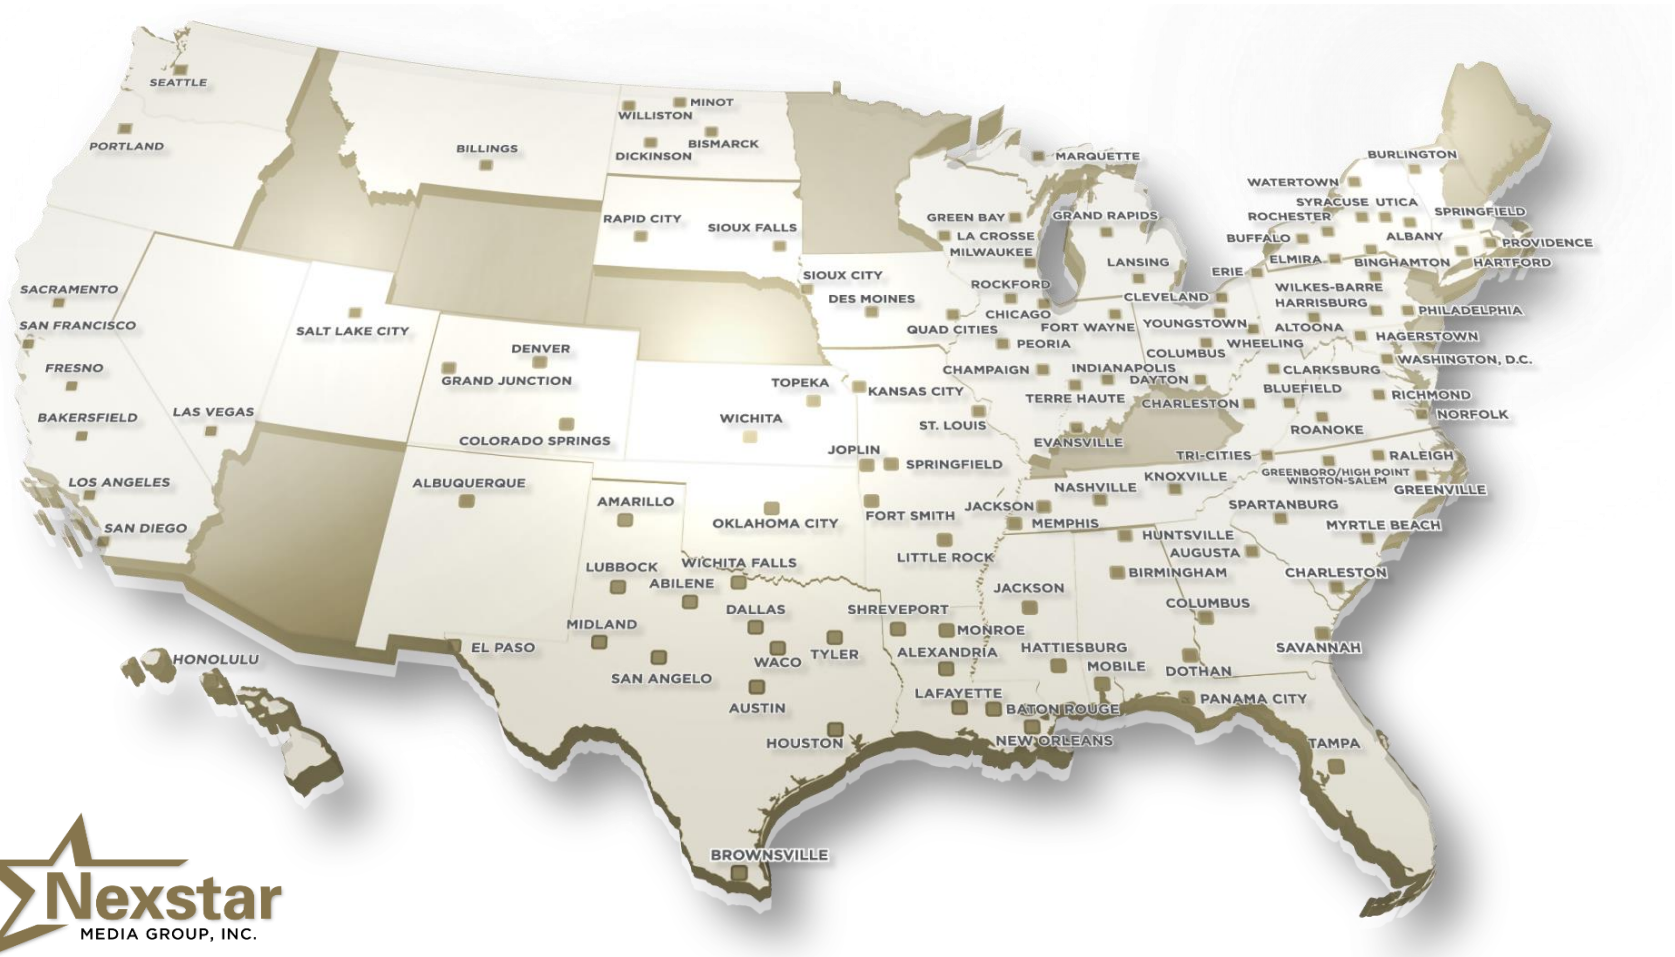 SEATTLE
PORTLAND
BILLINGS
WILLISTON
MINOT
BISMARCK
DICKINSON
MARQUETTE
BURLINGTON
WATERTOWN
SYRACUSE
UTICA
ROCHESTER
SPRINGFIELD
BUFFALO
ALBANY
PROVIDENCE
ELMIRA
BINGHAMTON
HARTFORD
ERIE
RAPID CITY
SIOUX FALLS
GREEN BAY
GRAND RAPIDS
LA CROSSE
MILWAUKEE
LANSING
SIOUX CITY
DES MOINES
ROCKFORD
CHICAGO
QUAD CITIES
PEORIA
FORT WAYNE
CLEVELAND
YOUNGSTOWN
WILKES-BARRE
HARRISBURG
PHILADELPHIA
ALTOONA
HAGERSTOWN
WHEELING
COLUMBUS
WASHINGTON, D.C.
SACRAMENTO
SAN FRANCISCO
FRESNO
BAKERSFIELD
LAS VEGAS
LOS ANGELES
SAN DIEGO
SALT LAKE CITY
DENVER
GRAND JUNCTION
COLORADO SPRINGS
TOPEKA
WICHITA
KANSAS CITY
CHAMPAIGN
INDIANAPOLIS
DAYTON
TERRE HAUTE
CLARKSBURG
BLUEFIELD
CHARLESTON
RICHMOND
NORFOLK
ROANOKE
ST. LOUIS
EVANSVILLE
JOPLIN
SPRINGFIELD
TRI-CITIES
RALEIGH
GREENBORO/HIGH POINT
WINSTON-SALEM
GREENVILLE
KNOXVILLE
NASHVILLE
JACKSON
MEMPHIS
SPARTANBURG
MYRTLE BEACH
ALBUQUERQUE
AMARILLO
OKLAHOMA CITY
FORT SMITH
LITTLE ROCK
HUNTSVILLE
AUGUSTA
BIRMINGHAM
CHARLESTON
LUBBOCK
WICHITA FALLS
ABILENE
DALLAS
SHREVEPORT
JACKSON
COLUMBUS
MIDLAND
MONROE
EL PASO
WACO
TYLER
ALEXANDRIA
HATTIESBURG
MOBILE
DOTHAN
SAVANNAH
SAN ANGELO
AUSTIN
LAFAYETTE
BATON ROUGE
PANAMA CITY
HOUSTON
NEW ORLEANS
TAMPA
BROWNSVILLE
HONOLULU
Nexstar
MEDIA GROUP, INC.